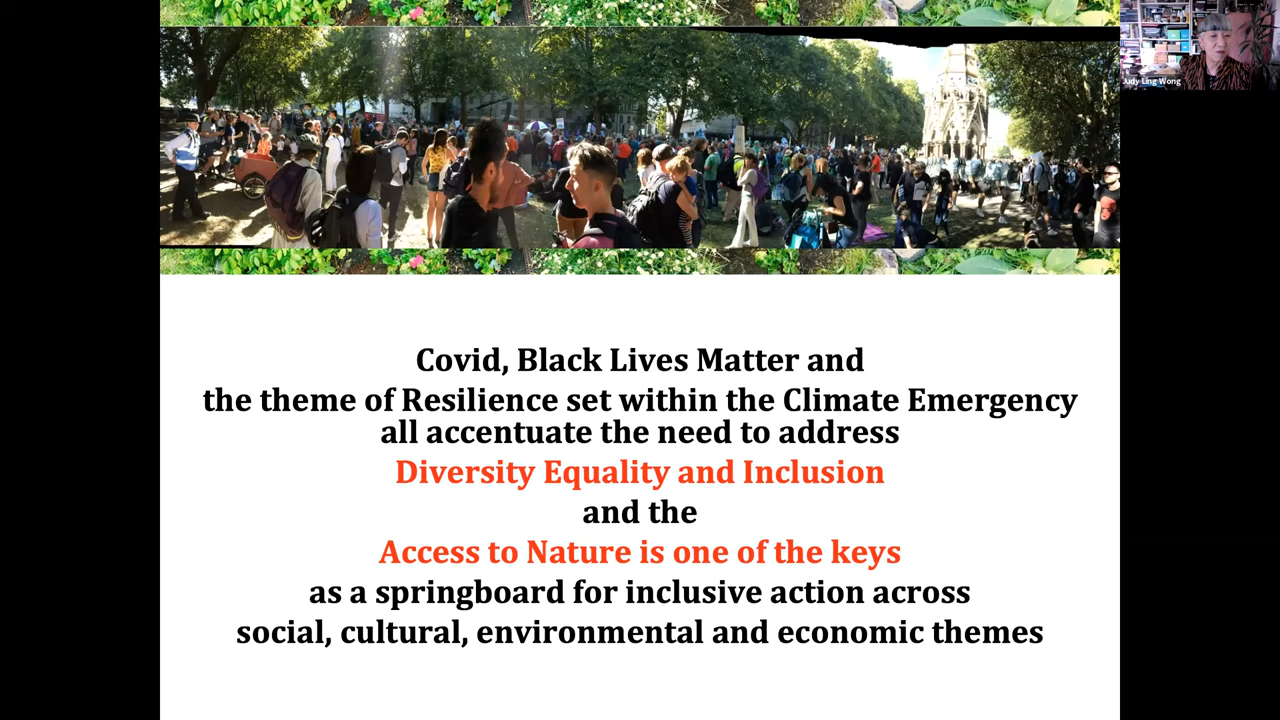 Judy Ling Wong
Covid, Black Lives Matter and
the theme of Resilience set within the Climate Emergency
all accentuate the need to address
Diversity Equality and Inclusion
and the
Access to Nature is one of the keys
as a springboard for inclusive action across
social, cultural, environmental and economic themes